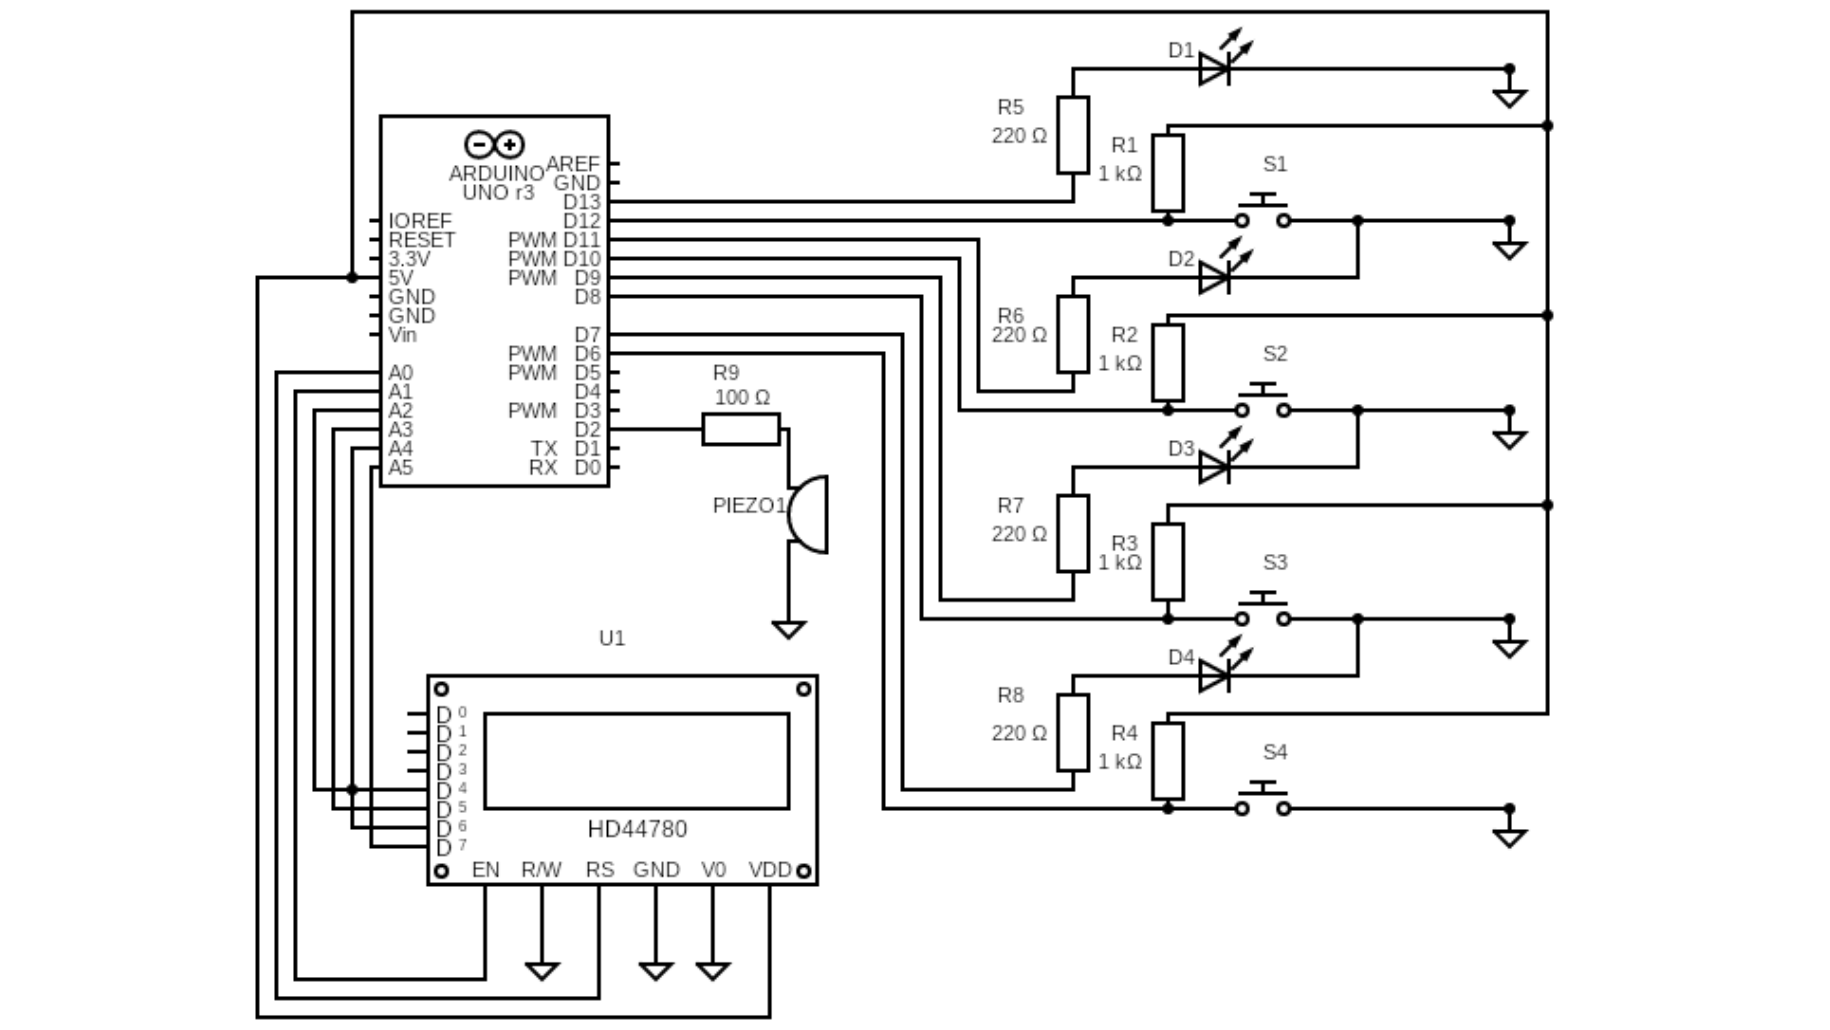 D1
R5
220 Ω
R1
1 kΩ
S1
ARDUINO
UNO r3
AREF
GND
D13
D12
PWM D11
PWM D10
PWM D9
D8
D7
PWM D6
PWM D5
D4
PWM D3
D2
TX D1
RX D0
IOREF
RESET
3.3V
5V
GND
GND
Vin
A0
A1
A2
A3
A4
A5
D2
R6
220 Ω
R2
1 kΩ
S2
R9
100 Ω
PIEZO1
D3
R7
220 Ω
R3
1 kΩ
S3
D4
R8
220 Ω
R4
1 kΩ
S4
U1
D 0
D 1
D 2
D 3
D 4
D 5
D 6
D 7
HD44780
EN R/W RS GND V0 VDD